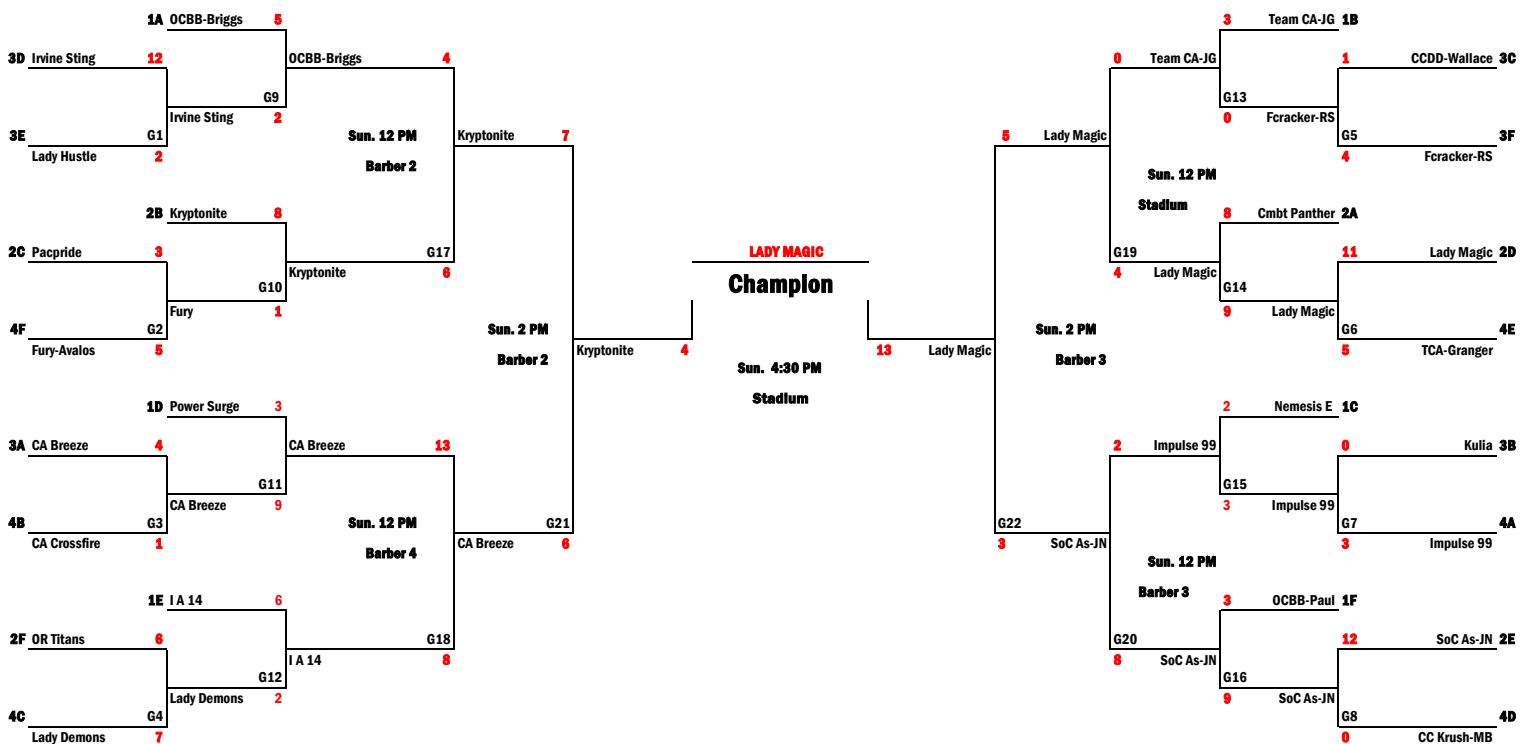 1A OCBB-Briggs 5
3D Irvine Sting 12
OCBB-Briggs 4
G9
Irvine Sting 2
3E G1
Lady Hustle 2
Sun. 12 PM
Barber 2
Kryptonite 7
2B Kryptonite 8
2C Pacpride 3
G17
Kryptonite 6
G10
Fury 1
4F G2
Fury-Avalos 5
Sun. 2 PM
Barber 2
Kryptonite 4
1D Power Surge 3
3A CA Breeze 4
CA Breeze 13
G11
CA Breeze 9
4B G3
CA Crossfire 1
Sun. 12 PM
Barber 4
G21
CA Breeze 6
1E I A 14 6
2F OR Titans 6
G18
I A 14 8
G12
Lady Demons 2
4C G4
Lady Demons 7
LADY MAGIC
Champion
Sun. 4:30 PM
Stadium
3 Team CA-JG 1B
0 Team CA-JG
1 CCDD-Wallace 3C
G13
0 Fcracker-RS
G5 3F
4 Fcracker-RS
5 Lady Magic
Sun. 12 PM
Stadium
8 Cmbt Panther 2A
11 Lady Magic 2D
G19
4 Lady Magic
G14
9 Lady Magic
G6 4E
5 TCA-Granger
Sun. 2 PM
Barber 3
13 Lady Magic
2 Nemesis E 1C
2 Impulse 99
0 Kulia 3B
G15
3 Impulse 99
G7 4A
3 Impulse 99
G22
3 SoC As-JN
Sun. 12 PM
Barber 3
3 OCBB-Paul 1F
12 SoC As-JN 2E
G20
8 SoC As-JN
G16
9 SoC As-JN
G8 4D
0 CC Krush-MB